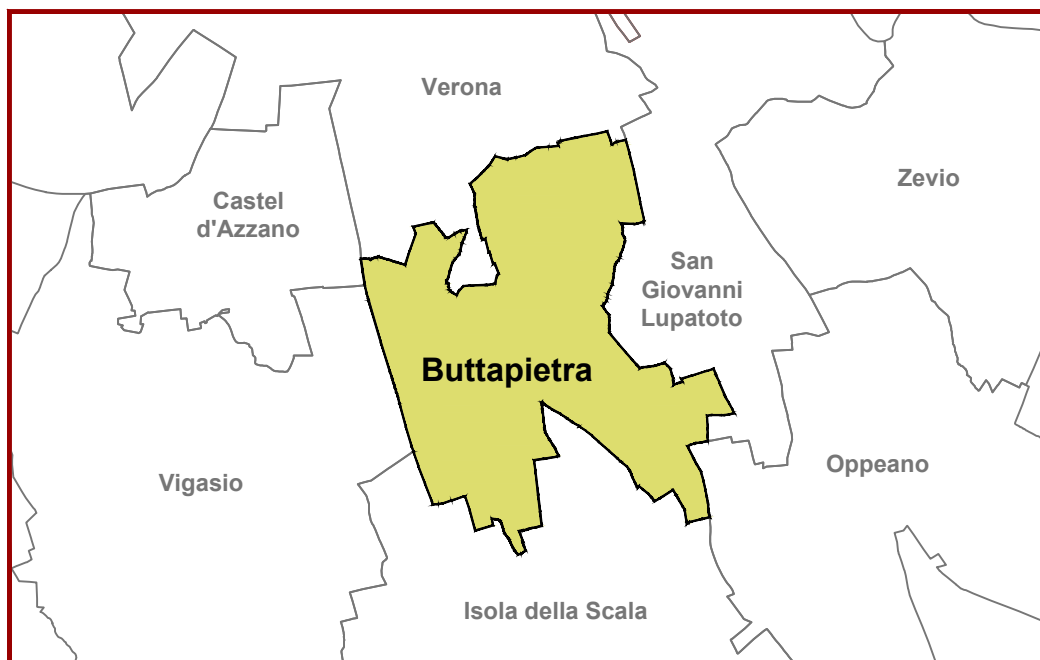 Verona
Zevio
Castel
d'Azzano
San
Giovanni
Lupatoto
Buttapietra
Oppeano
Vigasio
Isola della Scala